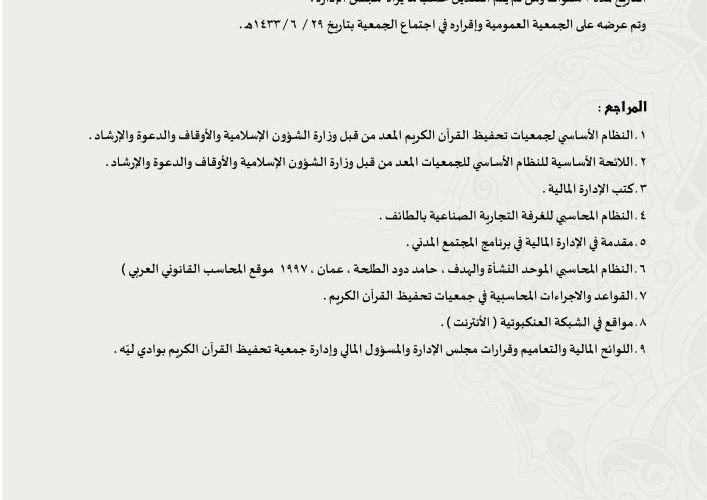 وتم عرضه على الجمعية العمومية وإقراره في اجتماع الجمعية بتاريخ ٢٩ / ٦ /١٤٣٣هـ .
المراجع :
١. النظام الأساسي لجمعيات تحفيظ القرآن الكريم المعد من قبل وزارة الشؤون الإسلامية والأوقاف والدعوة والإرشاد .
٢. اللائحة الأساسية للنظام الأساسي للجمعيات المعد من قبل وزارة الشؤون الإسلامية والأوقاف والدعوة والإرشاد .
٣. كتب الإدارة المالية .
٤. النظام المحاسبي للغرفة التجارية الصناعية بالطائف .
٥. مقدمة في الإدارة المالية في برنامج المجتمع المدني .
٦. النظام المحاسبي الموحد النشأة والهدف ، حامد دود الطلحة ، عمان ، ١٩٩٧ موقع المحاسب القانوني العربي )
٧. القواعد والاجراءات المحاسبية في جمعيات تحفيظ القرآن الكريم .
٨. مواقع في الشبكة العنكبوتية ( الأنترنت ) .
٩. اللوائح المالية والتعاميم وقرارات مجلس الإدارة والمسؤول المالي وإدارة جمعية تحفيظ القرآن الكريم بوادي ليّه .